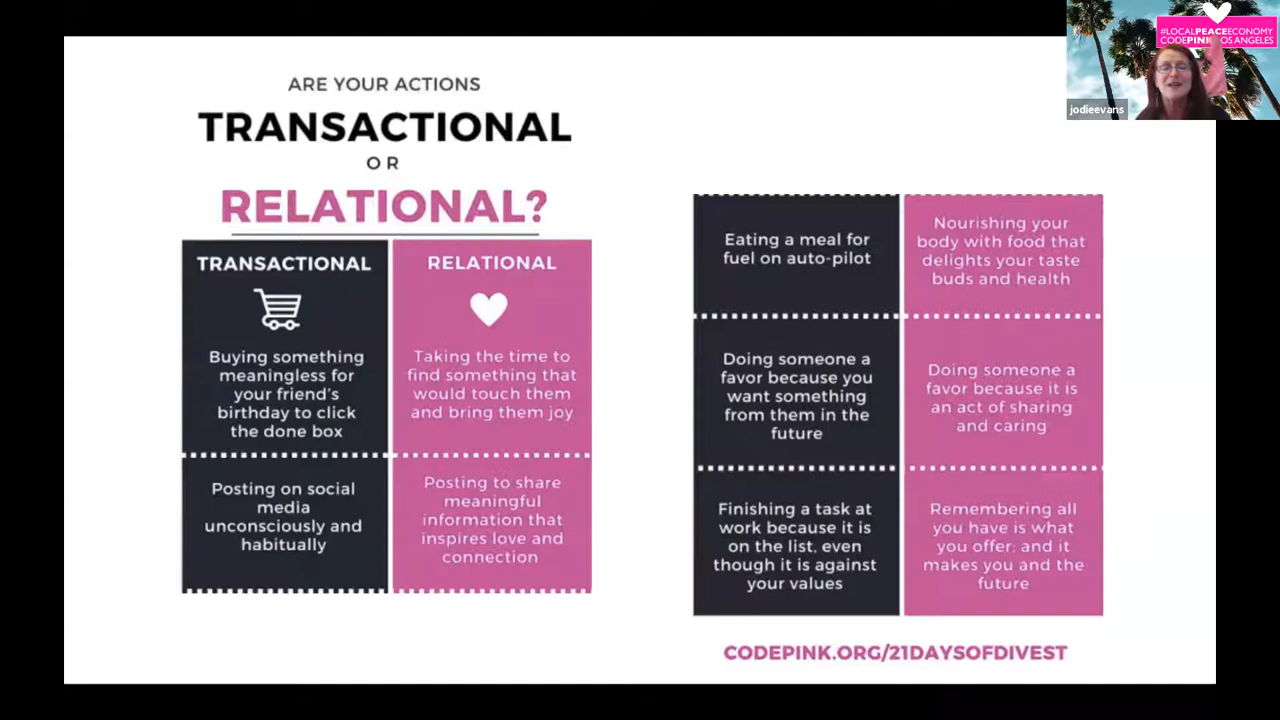 ARE YOUR ACTIONS
TRANSACTIONAL
OR
RELATIONAL?
TRANSACTIONAL
Buying something
meaningless for
your friend's
birthday to click
the done box
RELATIONAL
Taking the time to
find something that
would touch them
and bring them joy
Posting on social
media
unconsciously and
habitually
Posting to share
meaningful
information that
inspires love and
connection
Eating a meal for
fuel on auto-pilot
Nourishing your
body with food that
delights your taste
buds and health
Doing someone a
favor because you
want something
from them in the
future
Doing someone a
favor because it is
an act of sharing
and caring
Finishing a task at
work because it is
on the list, even
though it is against
your values
Remembering all
you have is what
you offer; and it
makes you and the
future
CODEPINK.ORG/21DAYSOFDIVEST
#LOCALPEACEECONOMY
CODEPINK LOS ANGELES
jodieevans